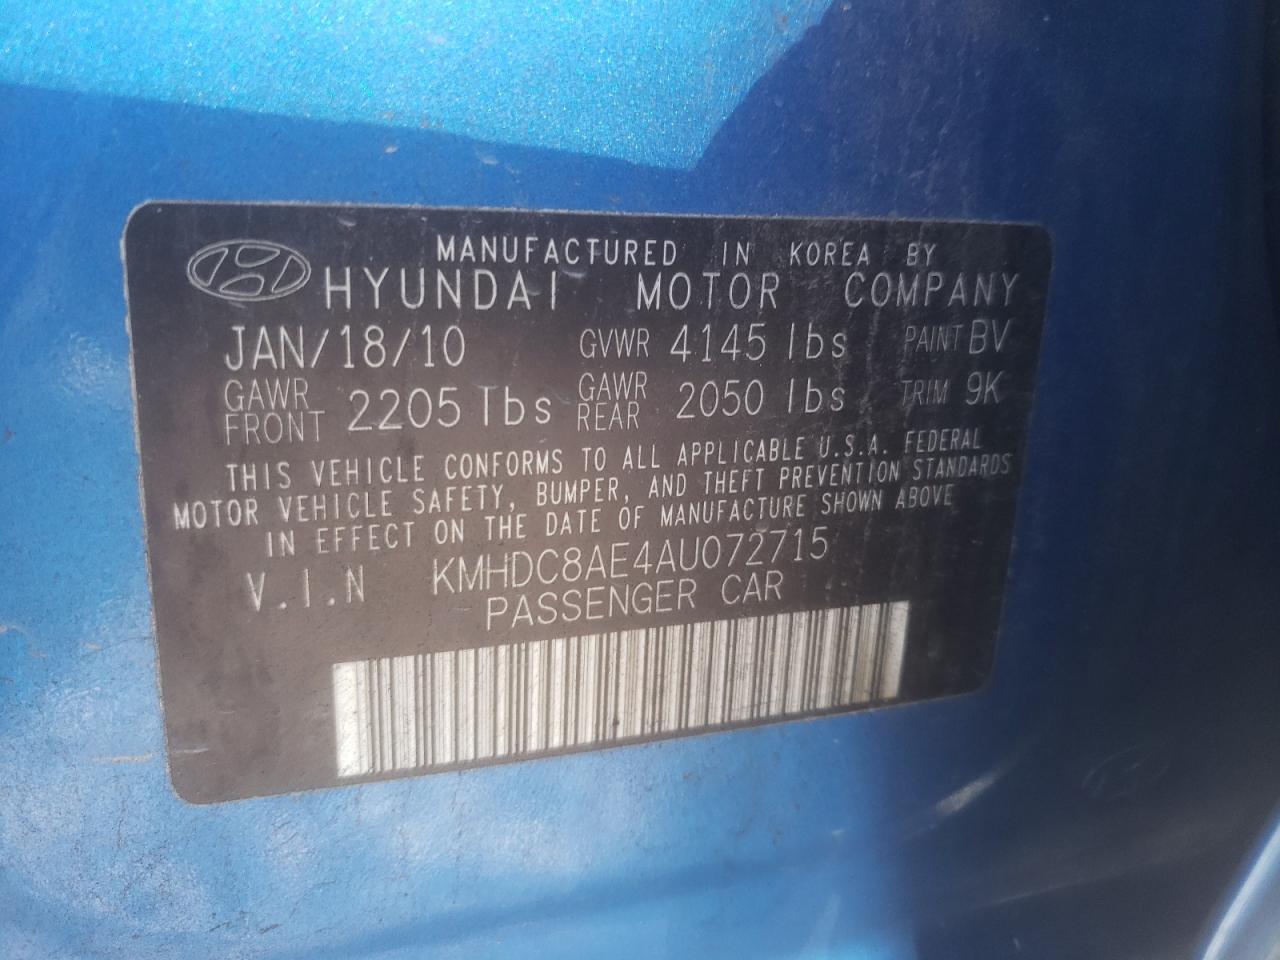 MANUFACTURED IN KOREA BY
HYUNDAI MOTOR COMPANY
JAN/18/10 GVWR 4145 lbs PAINT BV
GAWR FRONT 2205 lbs GAWR REAR 2050 lbs TRIM 9K
THIS VEHICLE CONFORMS TO ALL APPLICABLE U.S.A. FEDERAL
MOTOR VEHICLE SAFETY, BUMPER, AND THEFT PREVENTION STANDARDS
IN EFFECT ON THE DATE OF MANUFACTURE SHOWN ABOVE
V.I.N KMHDC8AE4AU072715
PASSENGER CAR